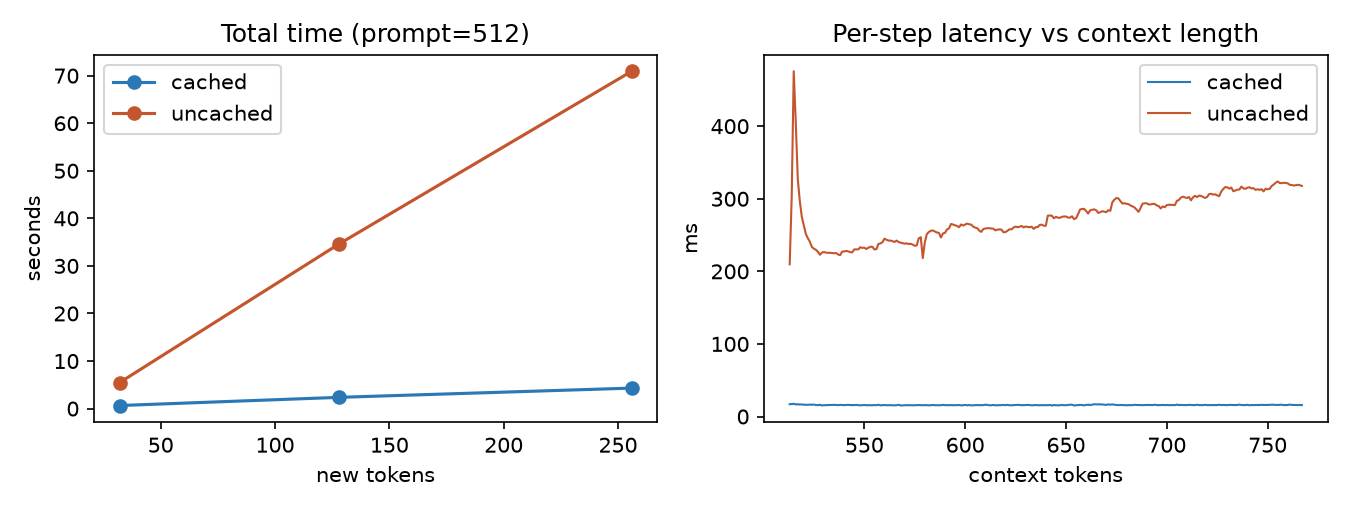 Total time (prompt=512)
cached
uncached
70
60
50
40
30
20
10
0
seconds
50
100
150
200
250
new tokens
Per-step latency vs context length
cached
uncached
400
300
200
100
0
ms
550
600
650
700
750
context tokens